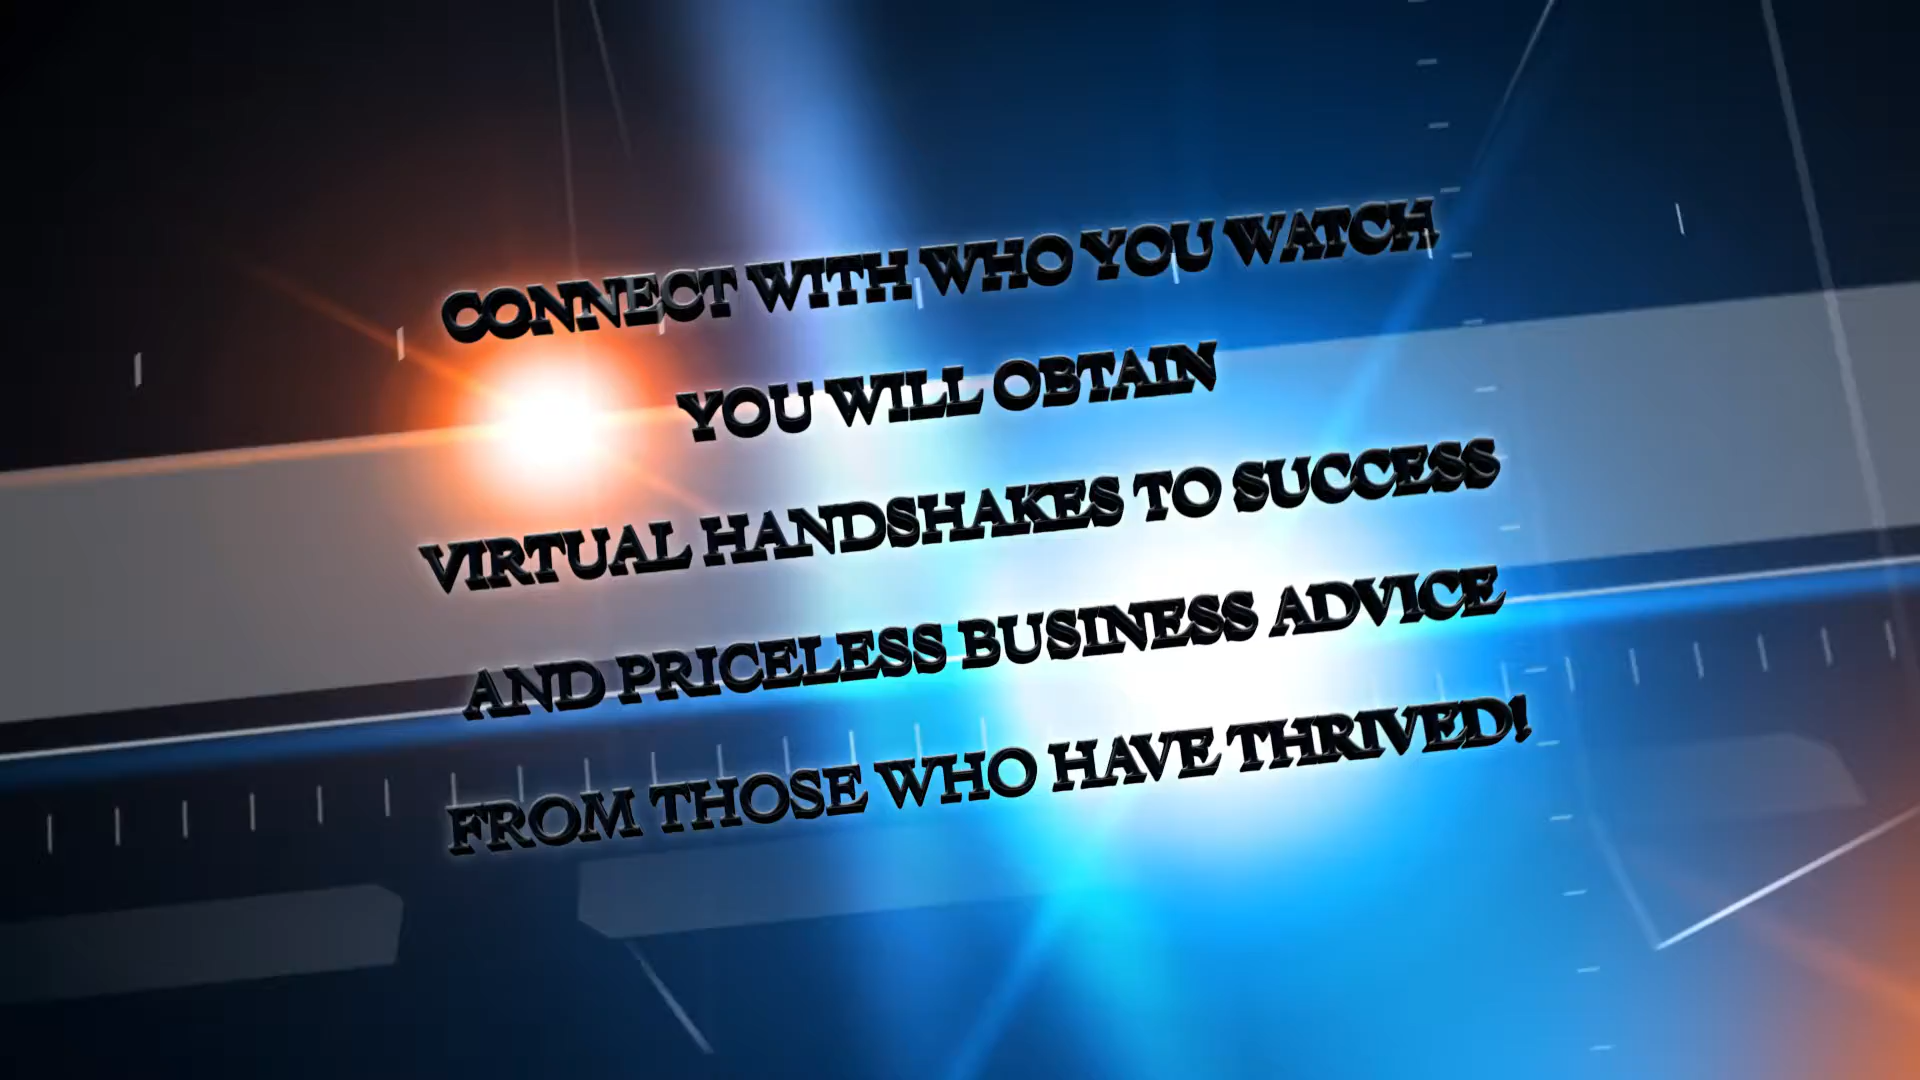 CONNECT WITH WHO YOU WATCH
YOU WILL OBTAIN
VIRTUAL HANDSHAKES TO SUCCESS
AND PRICELESS BUSINESS ADVICE
FROM THOSE WHO HAVE THRIVED!